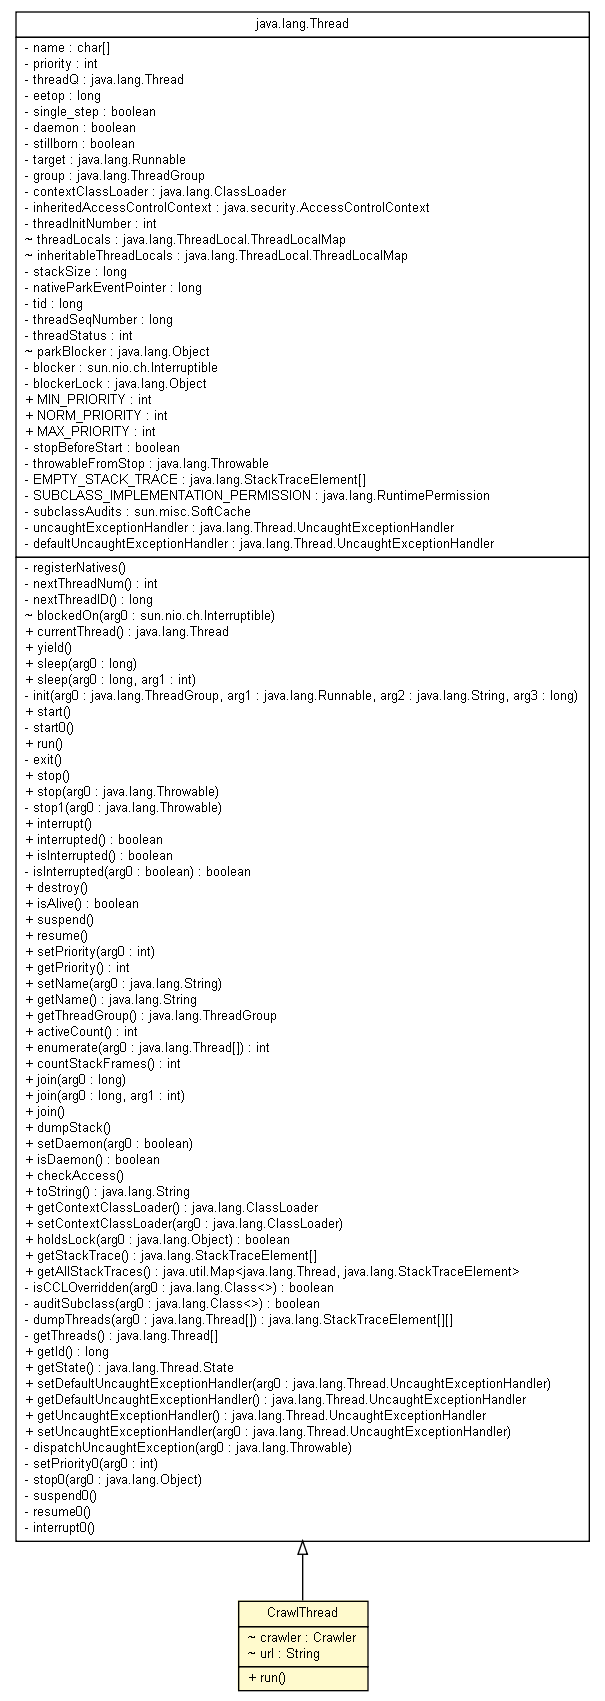 java.lang.Thread
- name : char[]
- priority : int
- threadQ : java.lang.Thread
- eetop : long
- single_step : boolean
- daemon : boolean
- stillborn : boolean
- target : java.lang.Runnable
- group : java.lang.ThreadGroup
- contextClassLoader : java.lang.ClassLoader
- inheritedAccessControlContext : java.security.AccessControlContext
- threadInitNumber : int
~ threadLocals : java.lang.ThreadLocal.ThreadLocalMap
~ inheritableThreadLocals : java.lang.ThreadLocal.ThreadLocalMap
- stackSize : long
- nativeParkEventPointer : long
- tid : long
- threadSeqNumber : long
- threadStatus : int
~ parkBlocker : java.lang.Object
- blocker : sun.nio.ch.Interruptible
- blockerLock : java.lang.Object
+ MIN_PRIORITY : int
+ NORM_PRIORITY : int
+ MAX_PRIORITY : int
- stopBeforeStart : boolean
- throwableFromStop : java.lang.Throwable
- EMPTY_STACK_TRACE : java.lang.StackTraceElement[]
- SUBCLASS_IMPLEMENTATION_PERMISSION : java.lang.RuntimePermission
- subclassAudits : sun.misc.SoftCache
- uncaughtExceptionHandler : java.lang.Thread.UncaughtExceptionHandler
- defaultUncaughtExceptionHandler : java.lang.Thread.UncaughtExceptionHandler
- registerNatives()
- nextThreadNum() : int
- nextThreadID() : long
~ blockedOn(arg0 : sun.nio.ch.Interruptible)
+ currentThread() : java.lang.Thread
+ yield()
+ sleep(arg0 : long)
+ sleep(arg0 : long, arg1 : int)
- init(arg0 : java.lang.ThreadGroup, arg1 : java.lang.Runnable, arg2 : java.lang.String, arg3 : long)
+ start()
- start0()
+ run()
- exit()
+ stop()
+ stop(arg0 : java.lang.Throwable)
- stop1(arg0 : java.lang.Throwable)
+ interrupt()
+ interrupted() : boolean
+ isInterrupted() : boolean
- isInterrupted(arg0 : boolean) : boolean
+ destroy()
+ isAlive() : boolean
+ suspend()
+ resume()
+ setPriority(arg0 : int)
+ getPriority() : int
+ setName(arg0 : java.lang.String)
+ getName() : java.lang.String
+ getThreadGroup() : java.lang.ThreadGroup
+ activeCount() : int
+ enumerate(arg0 : java.lang.Thread[]) : int
+ countStackFrames() : int
+ join(arg0 : long)
+ join(arg0 : long, arg1 : int)
+ join()
+ dumpStack()
+ setDaemon(arg0 : boolean)
+ isDaemon() : boolean
+ checkAccess()
+ toString() : java.lang.String
+ getContextClassLoader() : java.lang.ClassLoader
+ setContextClassLoader(arg0 : java.lang.ClassLoader)
+ holdsLock(arg0 : java.lang.Object) : boolean
+ getStackTrace() : java.lang.StackTraceElement[]
+ getAllStackTraces() : java.util.Map<java.lang.Thread, java.lang.StackTraceElement>
- isCCLOverridden(arg0 : java.lang.Class<>) : boolean
- auditSubclass(arg0 : java.lang.Class<>) : boolean
- dumpThreads(arg0 : java.lang.Thread[]) : java.lang.StackTraceElement[][]
- getThreads() : java.lang.Thread[]
+ getId() : long
+ getState() : java.lang.Thread.State
+ setDefaultUncaughtExceptionHandler(arg0 : java.lang.Thread.UncaughtExceptionHandler)
+ getDefaultUncaughtExceptionHandler() : java.lang.Thread.UncaughtExceptionHandler
+ getUncaughtExceptionHandler() : java.lang.Thread.UncaughtExceptionHandler
+ setUncaughtExceptionHandler(arg0 : java.lang.Thread.UncaughtExceptionHandler)
- dispatchUncaughtException(arg0 : java.lang.Throwable)
- setPriority0(arg0 : int)
- stop0(arg0 : java.lang.Object)
- suspend0()
- resume0()
- interrupt0()
CrawlThread
~ crawler : Crawler
~ url : String
+ run()